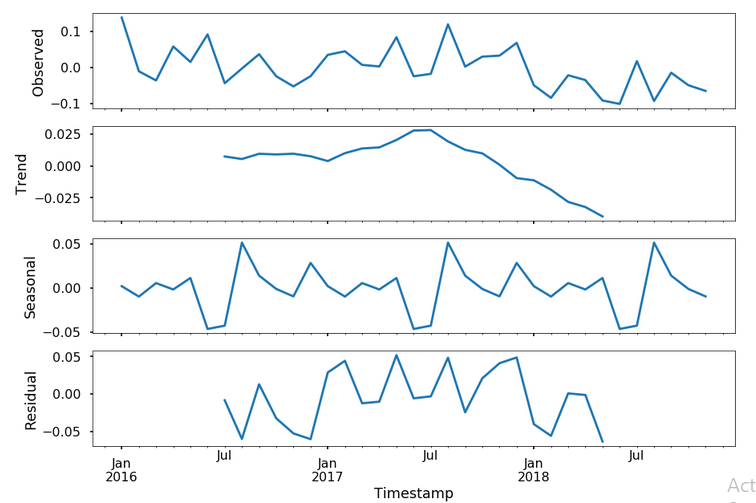 Observed
0.1
0.0
−0.1
Trend
0.025
0.000
−0.025
Seasonal
0.05
0.00
−0.05
Residual
0.05
0.00
−0.05
Jan Jul Jan Jul Jan Jul
2016 2017 2018
Timestamp
Act